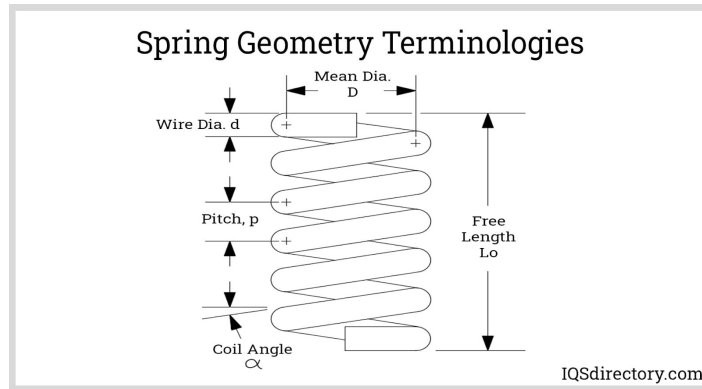 Spring Geometry Terminologies
Mean Dia.
D
Wire Dia. d
Pitch, p
Free
Length
Lo
Coil Angle
α
IQSdirectory.com